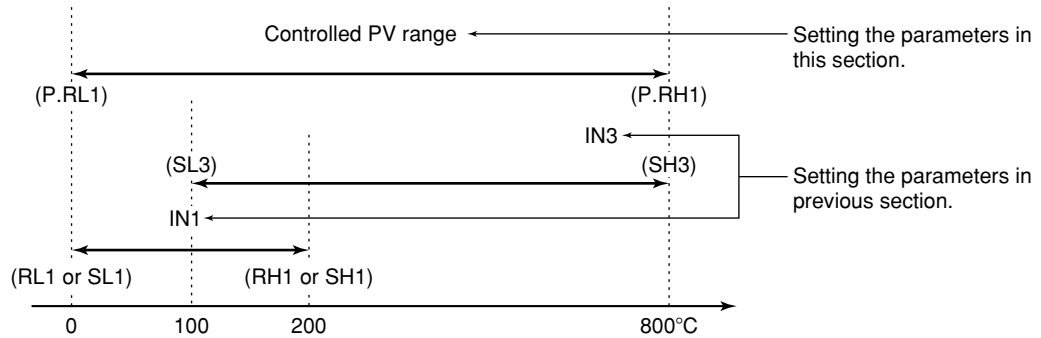 Controlled PV range
Setting the parameters in
this section.
(P.RL1)
(P.RH1)
IN3
(SL3)
(SH3)
Setting the parameters in
previous section.
IN1
(RL1 or SL1)
(RH1 or SH1)
0
100
200
800°C